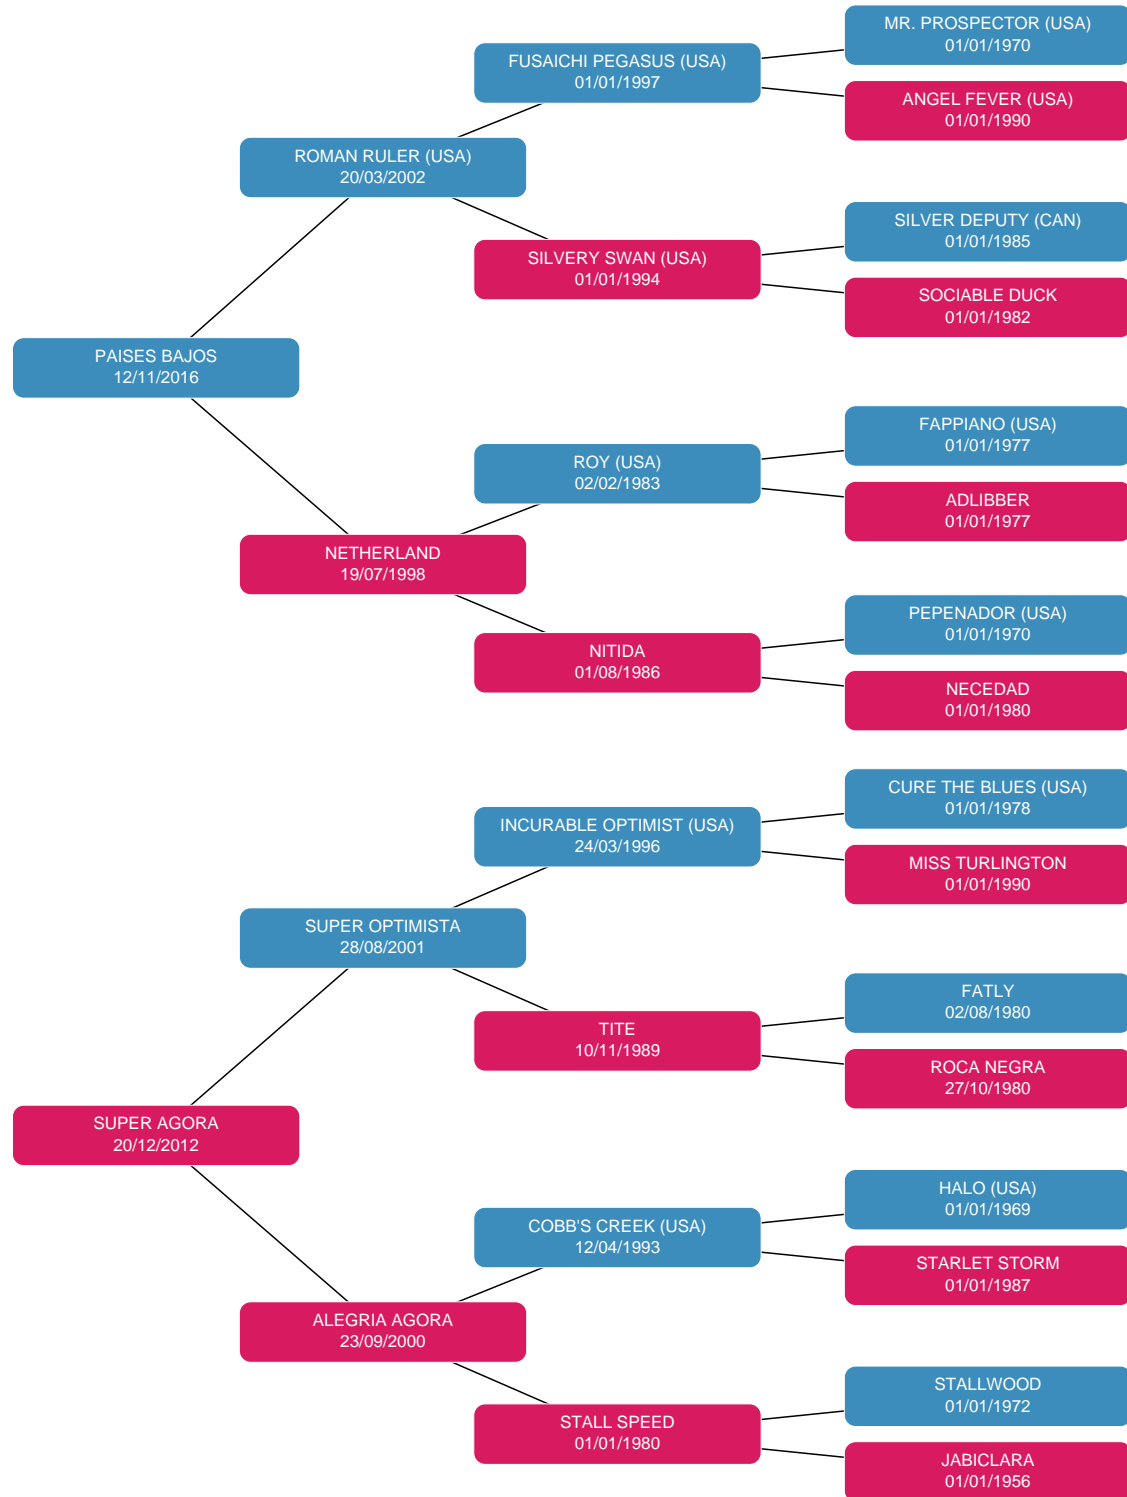 MR. PROSPECTOR (USA)
01/01/1970
FUSAICHI PEGASUS (USA)
01/01/1997
ANGEL FEVER (USA)
01/01/1990
ROMAN RULER (USA)
20/03/2002
SILVER DEPUTY (CAN)
01/01/1985
SILVERY SWAN (USA)
01/01/1994
SOCIABLE DUCK
01/01/1982
PAISES BAJOS
12/11/2016
FAPPIANO (USA)
01/01/1977
ROY (USA)
02/02/1983
ADLIBBER
01/01/1977
NETHERLAND
19/07/1998
PEPENADOR (USA)
01/01/1970
NITIDA
01/08/1986
NECEDAD
01/01/1980
CURE THE BLUES (USA)
01/01/1978
INCURABLE OPTIMIST (USA)
24/03/1996
MISS TURLINGTON
01/01/1990
SUPER OPTIMISTA
28/08/2001
FATLY
02/08/1980
TITE
10/11/1989
ROCA NEGRA
27/10/1980
SUPER AGORA
20/12/2012
HALO (USA)
01/01/1969
COBB'S CREEK (USA)
12/04/1993
STARLET STORM
01/01/1987
ALEGRIA AGORA
23/09/2000
STALLWOOD
01/01/1972
STALL SPEED
01/01/1980
JABICLARA
01/01/1956